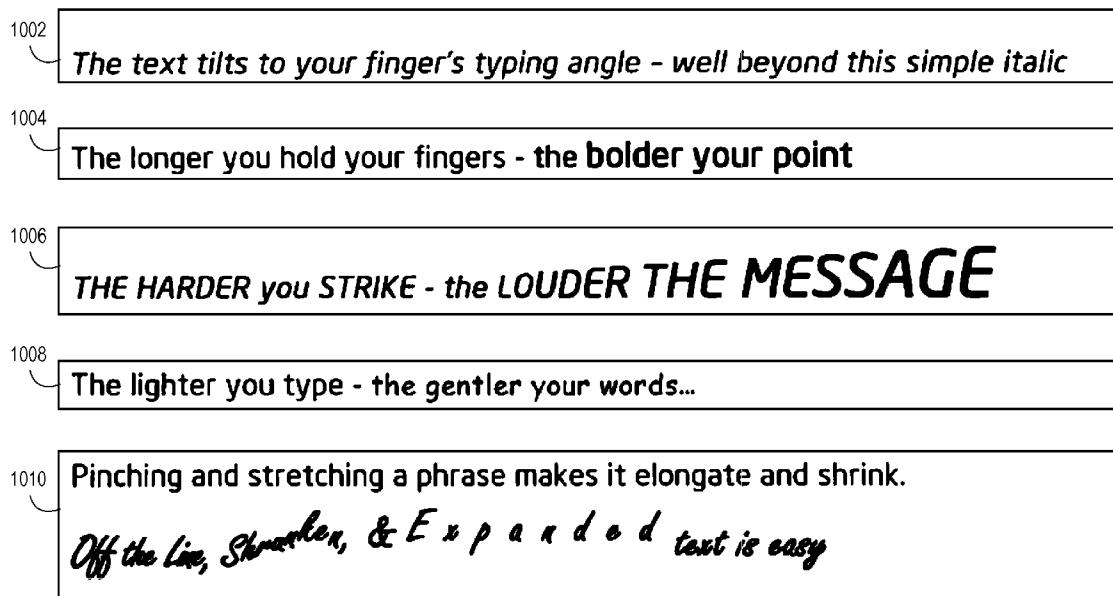 1002
The text tilts to your finger's typing angle - well beyond this simple italic
1004
The longer you hold your fingers - the bolder your point
1006
THE HARDER you STRIKE - the LOUDER THE MESSAGE
1008
The lighter you type - the gentler your words...
1010
Pinching and stretching a phrase makes it elongate and shrink.
Off the Line, Shrunken, & E x p a n d e d text is easy